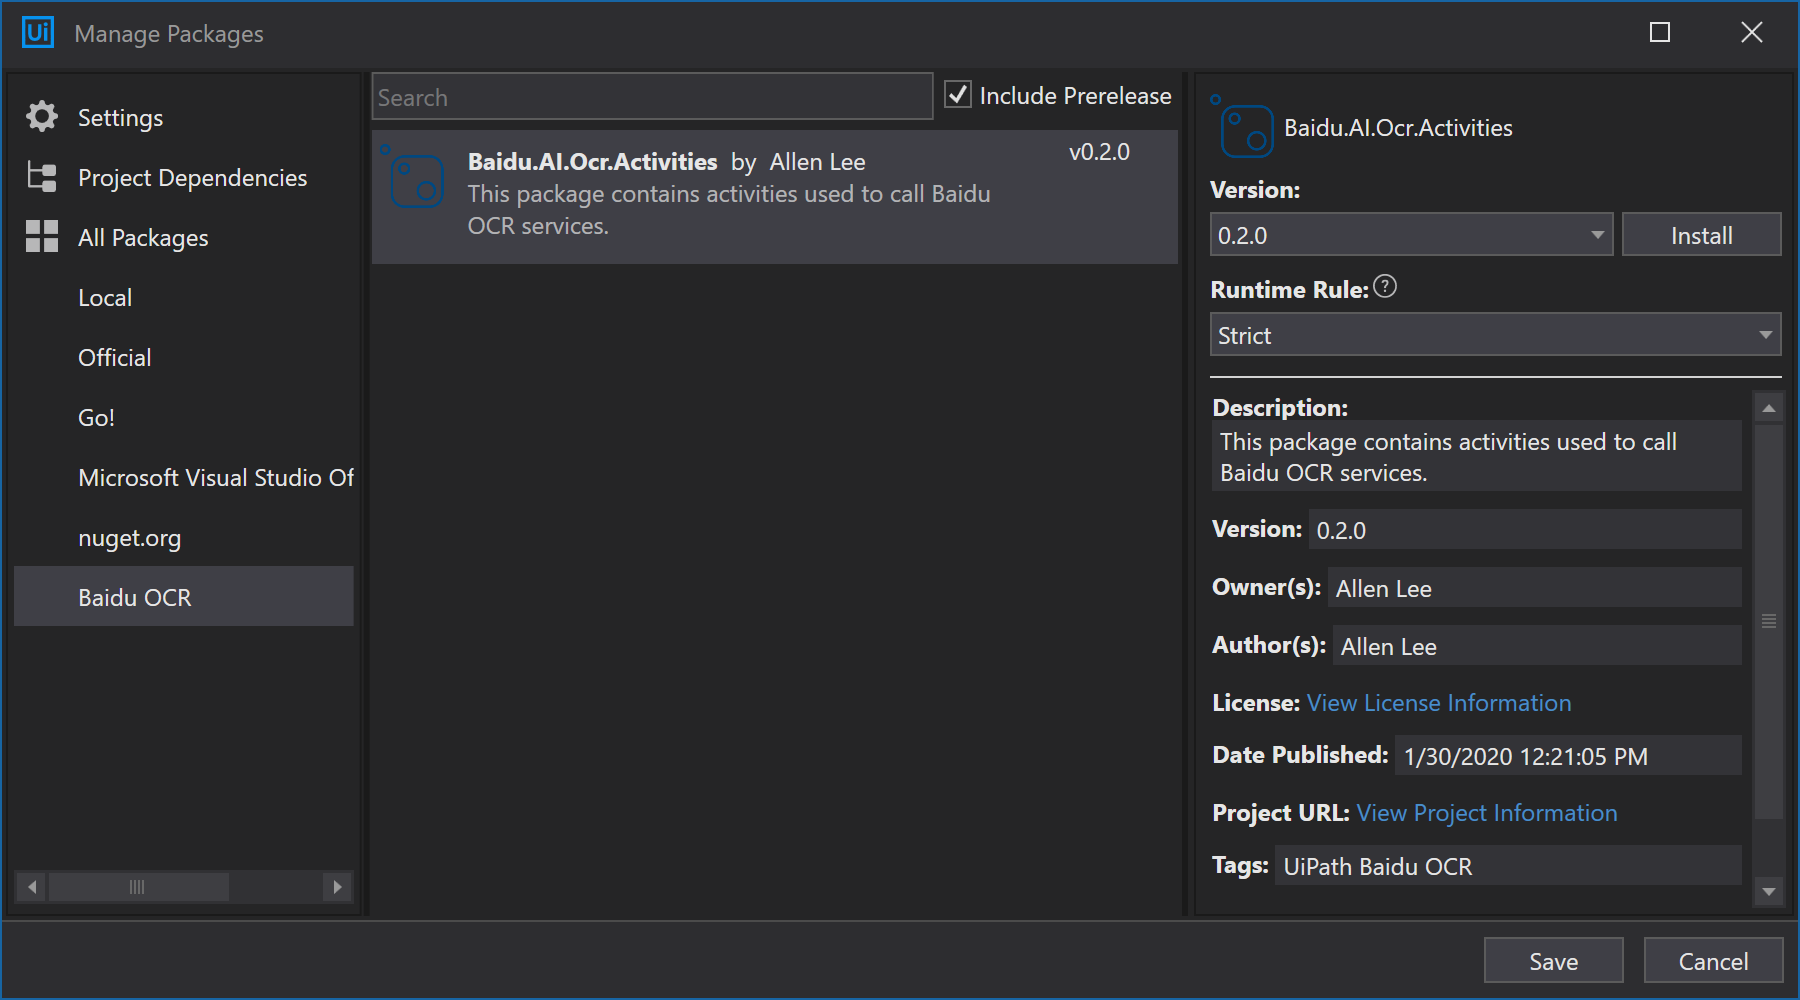 Ui
Manage Packages
Settings
Project Dependencies
All Packages
Local
Official
Go!
Microsoft Visual Studio Of
nuget.org
Baidu OCR
Search
Include Prerelease
Baidu.AI.Ocr.Activities by Allen Lee
v0.2.0
This package contains activities used to call Baidu
OCR services.
Baidu.AI.Ocr.Activities
Version:
0.2.0
Install
Runtime Rule: ?
Strict
Description:
This package contains activities used to call
Baidu OCR services.
Version: 0.2.0
Owner(s): Allen Lee
Author(s): Allen Lee
License: View License Information
Date Published: 1/30/2020 12:21:05 PM
Project URL: View Project Information
Tags: UiPath Baidu OCR
Save
Cancel